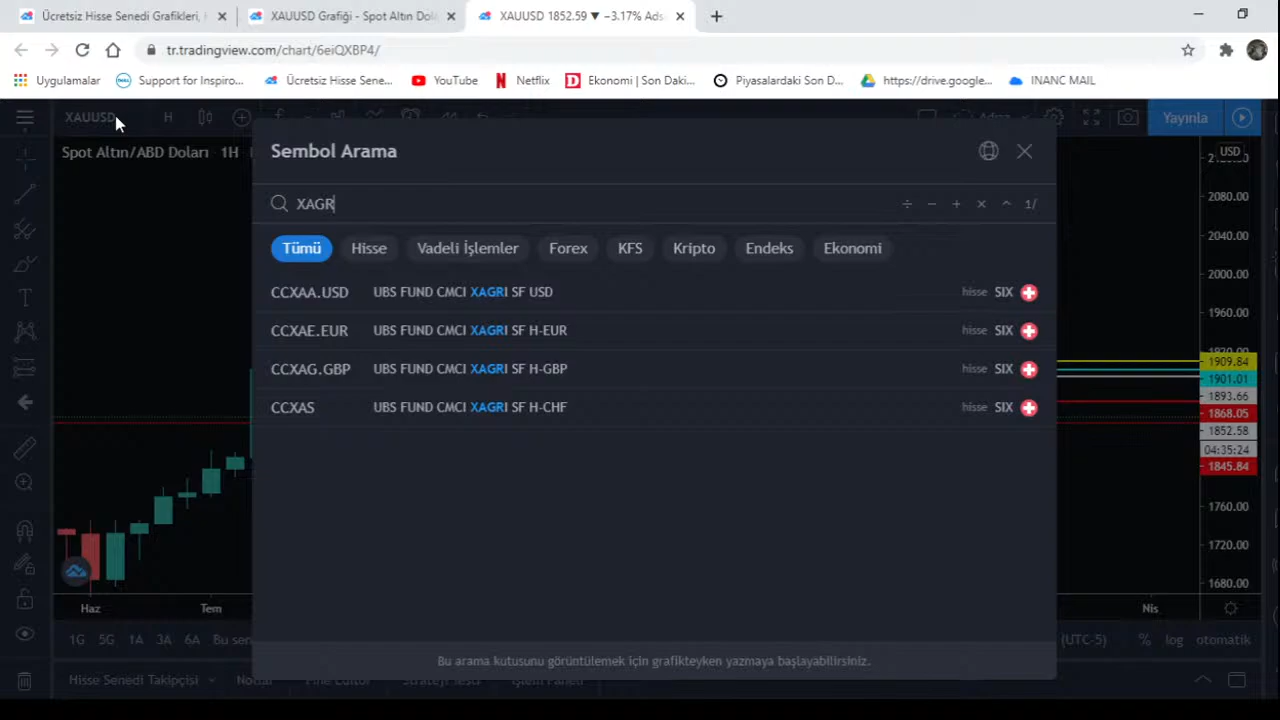 Ücretsiz Hisse Senedi Grafikleri,
XAUUSD Grafiği - Spot Altın Dol
XAUUSD 1852.59 ▼ −3.17% Ads
tr.tradingview.com/chart/6eiQXBP4/
Uygulamalar
Support for Inspiro...
Ücretsiz Hisse Sene...
YouTube
Netflix
Ekonomi | Son Daki...
Piyasalardaki Son D...
https://drive.google...
INANC MAIL
XAUUSD
H
Yayınla
Spot Altın/ABD Doları · 1H
USD
Sembol Arama
XAGR
1/
Tümü
Hisse
Vadeli İşlemler
Forex
KFS
Kripto
Endeks
Ekonomi
CCXAA.USD UBS FUND CMCI XAGRI SF USD hisse SIX
CCXAE.EUR UBS FUND CMCI XAGRI SF H-EUR hisse SIX
CCXAG.GBP UBS FUND CMCI XAGRI SF H-GBP hisse SIX
CCXAS UBS FUND CMCI XAGRI SF H-CHF hisse SIX
2080.00
2040.00
2000.00
1960.00
1909.84
1901.01
1893.66
1868.05
1852.58
04:35:24
1845.84
1760.00
1720.00
1680.00
Haz
Tem
Nis
1G 5G 1A 3A 6A Bu sen
(UTC-5)
% log otomatik
Bu arama kutusunu görüntülemek için grafikteyken yazmaya başlayabilirsiniz.
Hisse Senedi Takipçisi